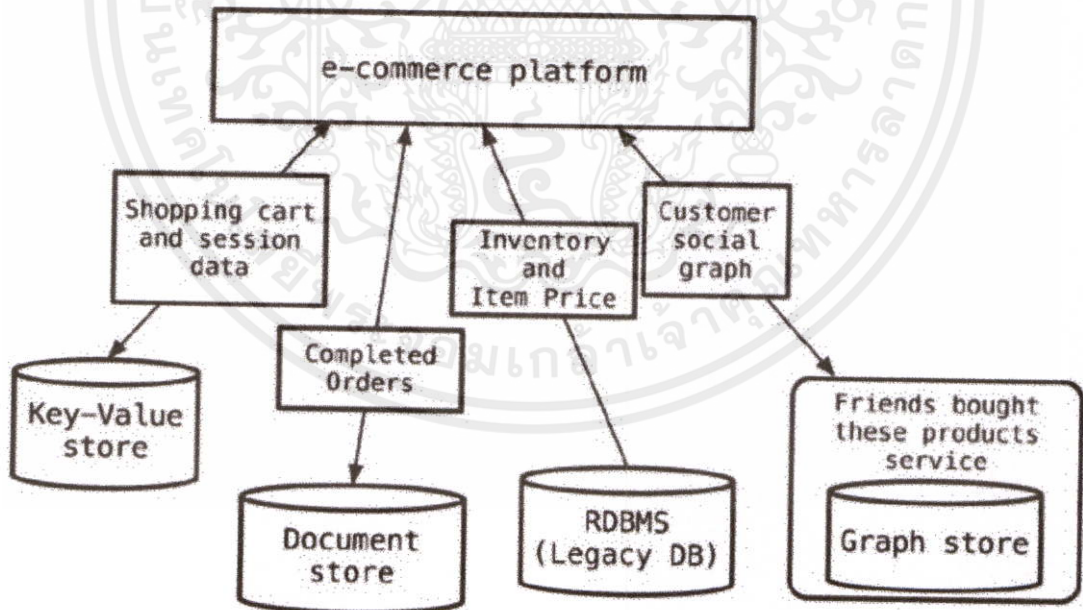 e-commerce platform
Shopping cart
and session
data
Inventory
and
Item Price
Customer
social
graph
Completed
Orders
Key-Value
store
Document
store
RDBMS
(Legacy DB)
Friends bought
these products
service
Graph store